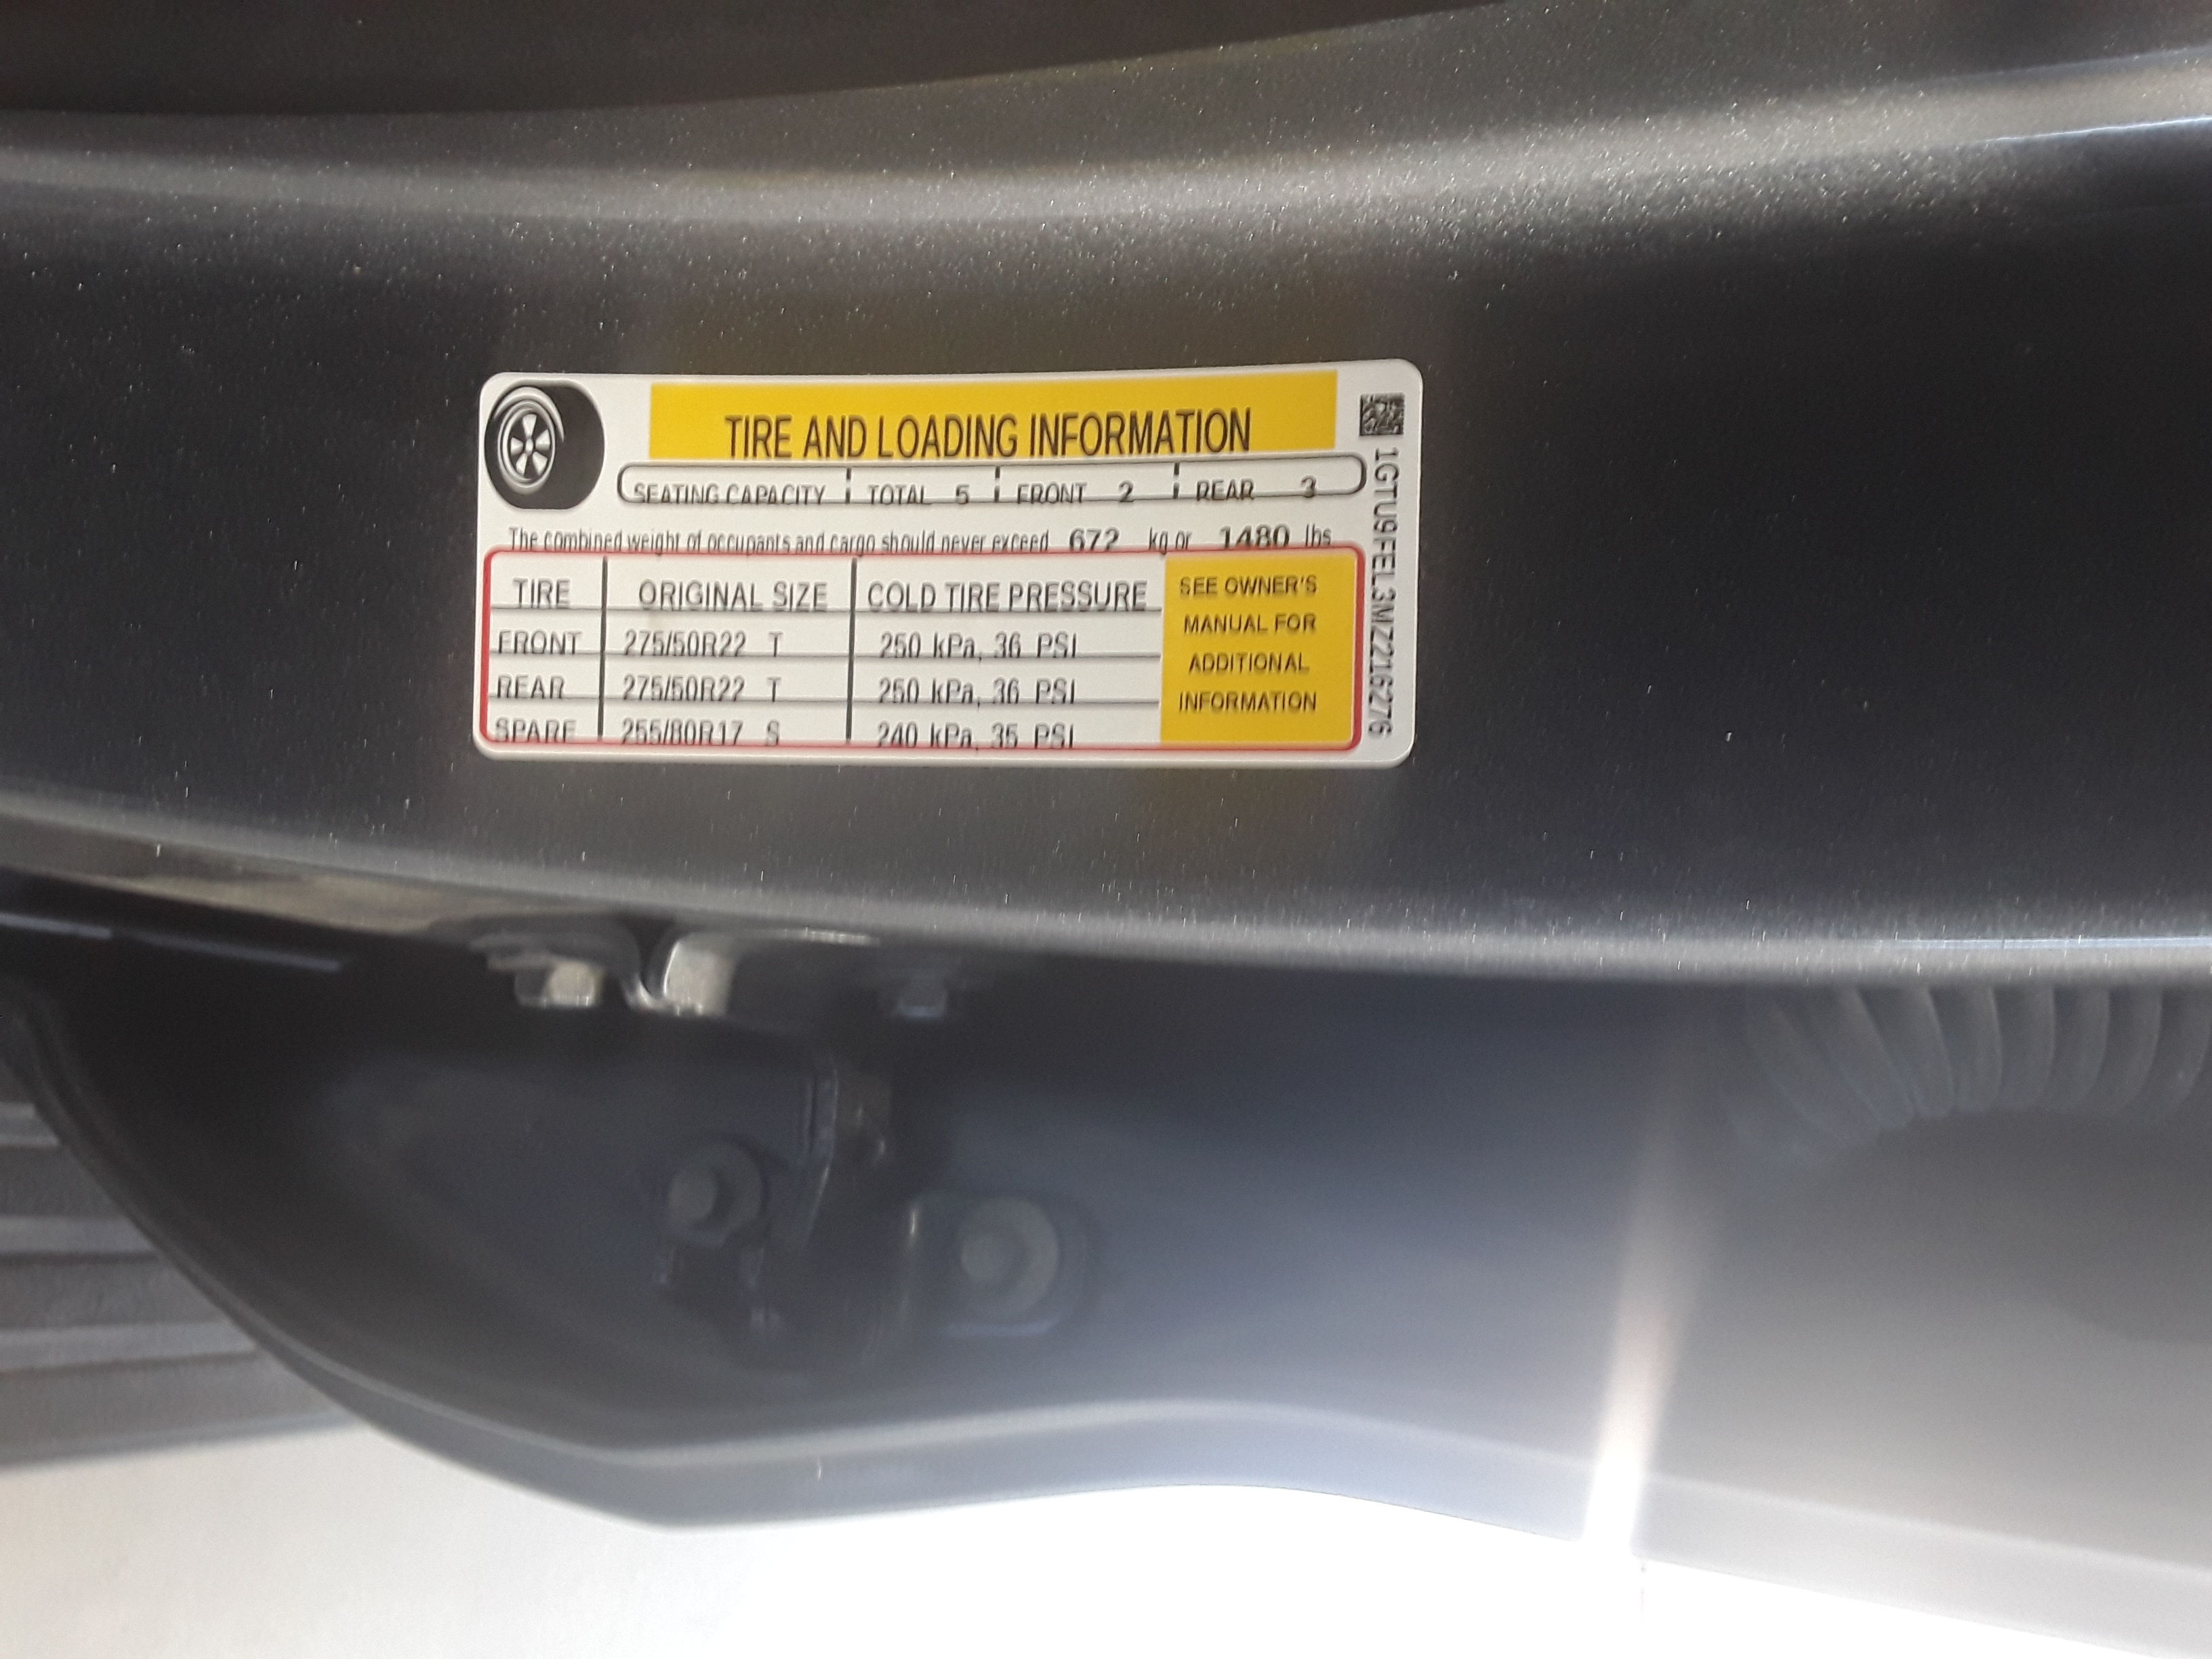 TIRE AND LOADING INFORMATION
SEATING CAPACITY TOTAL 5 FRONT 2 REAR 3
The combined weight of occupants and cargo should never exceed 672 kg or 1480 lbs
TIRE ORIGINAL SIZE COLD TIRE PRESSURE
FRONT 275/50R22 T 250 kPa, 36 PSI
REAR 275/50R22 T 250 kPa, 36 PSI
SPARE 255/80R17 S 240 kPa, 35 PSI
SEE OWNER'S
MANUAL FOR
ADDITIONAL
INFORMATION
1GTU9FEL3MZ216276